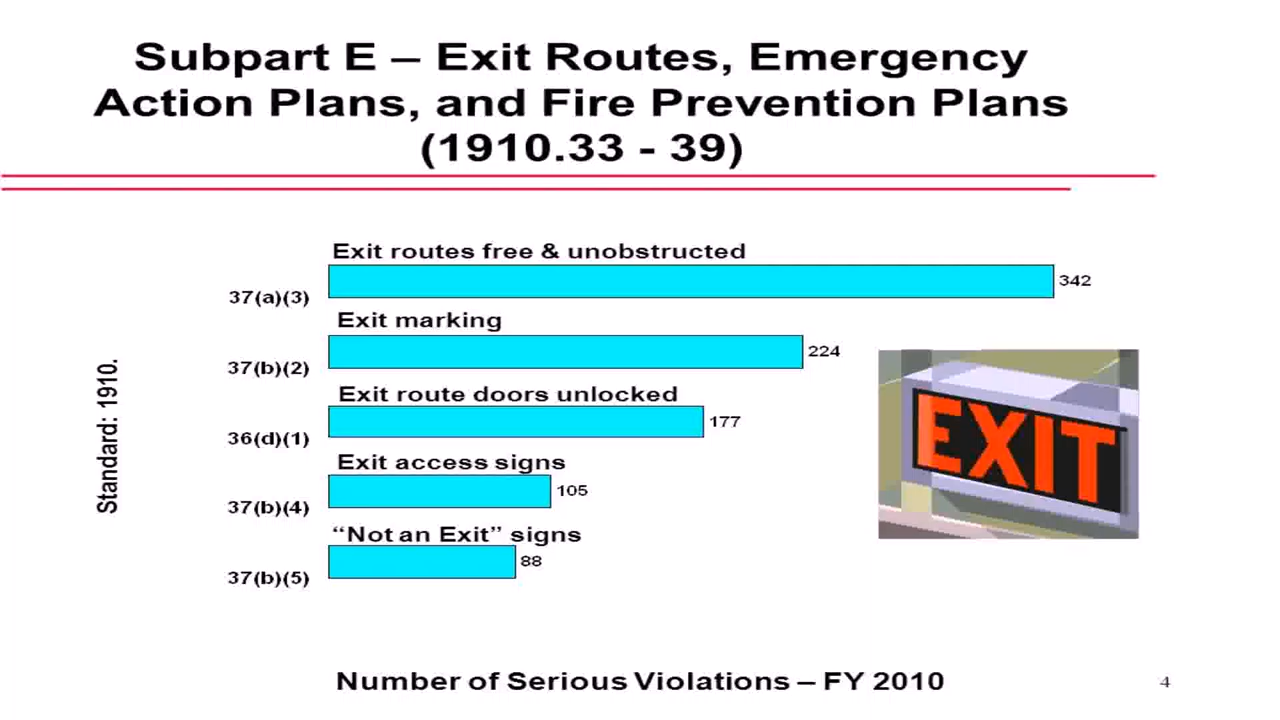 Subpart E – Exit Routes, Emergency
Action Plans, and Fire Prevention Plans
(1910.33 - 39)
Exit routes free & unobstructed
37(a)(3)
342
Exit marking
37(b)(2)
224
Exit route doors unlocked
36(d)(1)
177
Exit access signs
37(b)(4)
105
“Not an Exit” signs
37(b)(5)
88
Standard: 1910.
EXIT
Number of Serious Violations – FY 2010
4